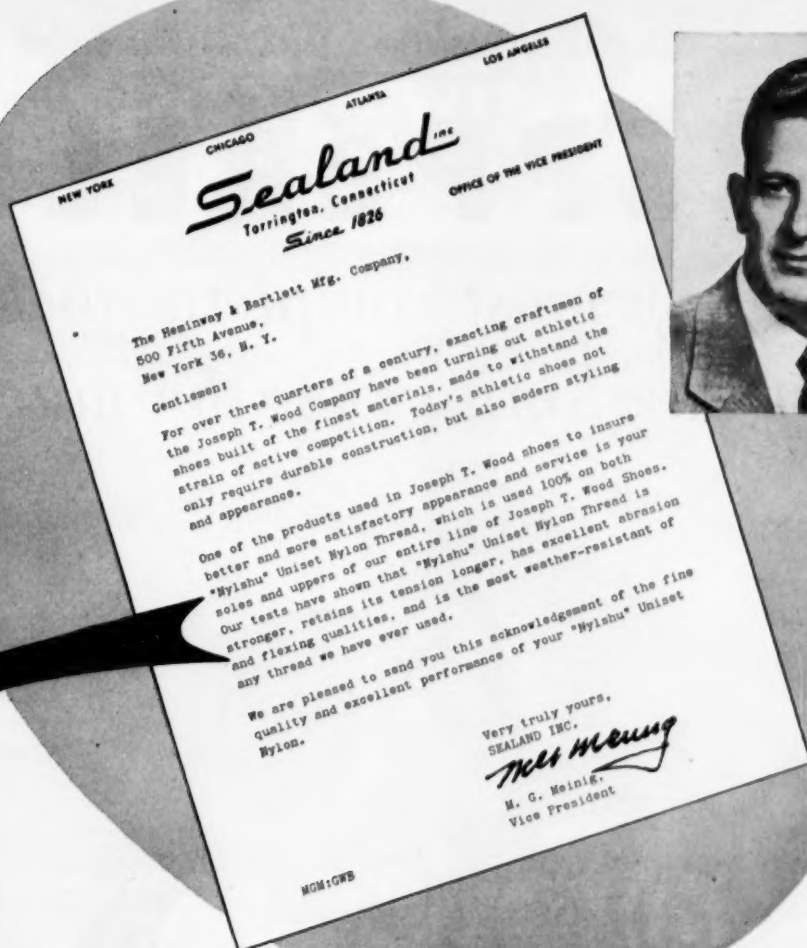 NEW YORK CHICAGO ATLANTA LOS ANGELES
Sealand inc
Torrington, Connecticut
Since 1826
OFFICE OF THE VICE PRESIDENT
The Heminway & Bartlett Mfg. Company,
500 Fifth Avenue,
New York 36, N. Y.
Gentlemen:
For over three quarters of a century, exacting craftsmen of
the Joseph T. Wood Company have been turning out athletic
shoes built of the finest materials, made to withstand the
strain of active competition. Today's athletic shoes not
only require durable construction, but also modern styling
and appearance.
One of the products used in Joseph T. Wood shoes to insure
better and more satisfactory appearance and service is your
"Nylshu" Uniset Nylon Thread, which is used 100% on both
soles and uppers of our entire line of Joseph T. Wood Shoes.
Our tests have shown that "Nylshu" Uniset Nylon Thread is
stronger, retains its tension longer, has excellent abrasion
and flexing qualities, and is the most weather-resistant of
any thread we have ever used.
We are pleased to send you this acknowledgement of the fine
quality and excellent performance of your "Nylshu" Uniset
Nylon.
Very truly yours,
SEALAND INC.
M. G. Meinig,
Vice President
MGM:GWB